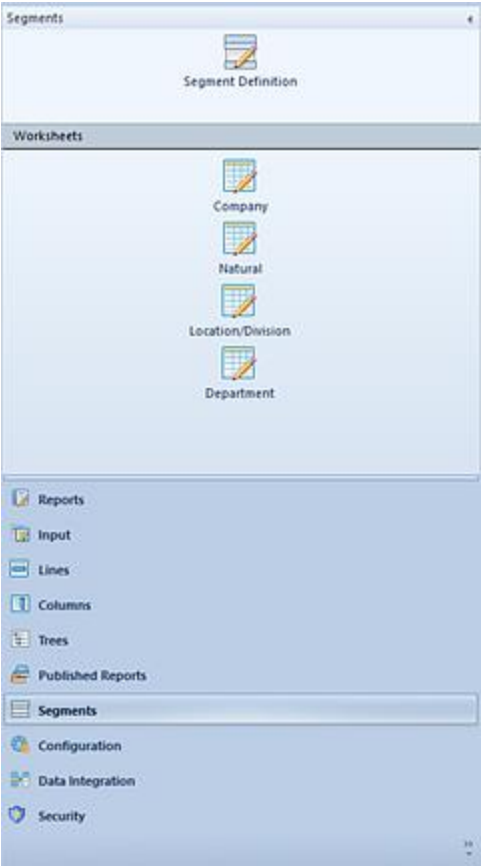 Segments
Segment Definition
Worksheets
Company
Natural
Location/Division
Department
Reports
Input
Lines
Columns
Trees
Published Reports
Segments
Configuration
Data Integration
Security